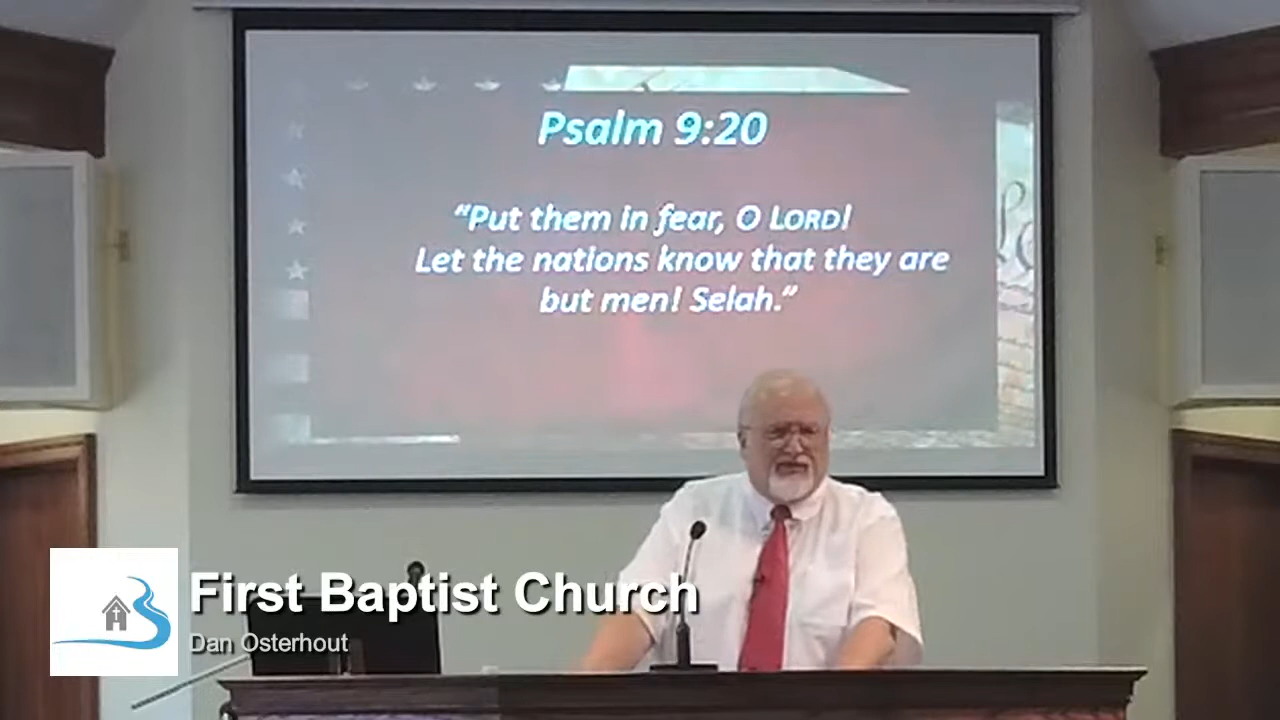 Psalm 9:20
“Put them in fear, O LORD!
Let the nations know that they are
but men! Selah.”
First Baptist Church
Dan Osterhout